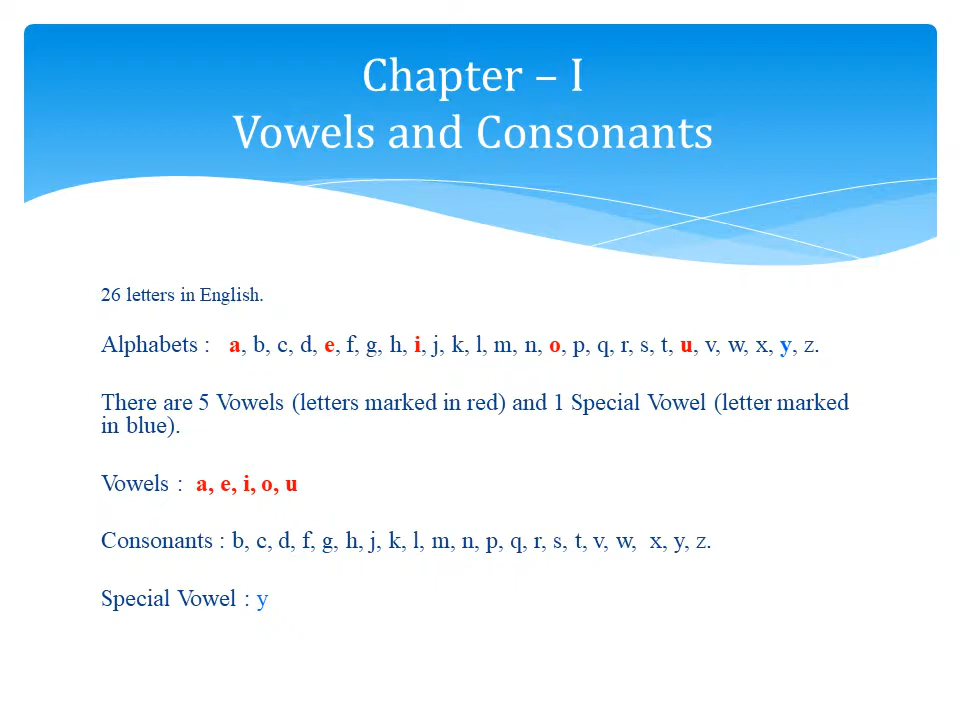 Chapter – I
Vowels and Consonants
26 letters in English.
Alphabets : a, b, c, d, e, f, g, h, i, j, k, l, m, n, o, p, q, r, s, t, u, v, w, x, y, z.
There are 5 Vowels (letters marked in red) and 1 Special Vowel (letter marked
in blue).
Vowels : a, e, i, o, u
Consonants : b, c, d, f, g, h, j, k, l, m, n, p, q, r, s, t, v, w, x, y, z.
Special Vowel : y